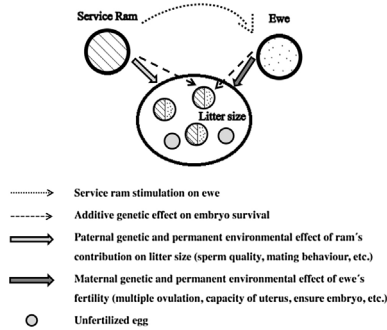 Service Ram
Ewe
Litter size
Service ram stimulation on ewe
Additive genetic effect on embryo survival
Paternal genetic and permanent environmental effect of ram´s
contribution on litter size (sperm quality, mating behaviour, etc.)
Maternal genetic and permanent environmental effect of ewe´s
fertility (multiple ovulation, capacity of uterus, ensure embryo, etc.)
Unfertilized egg